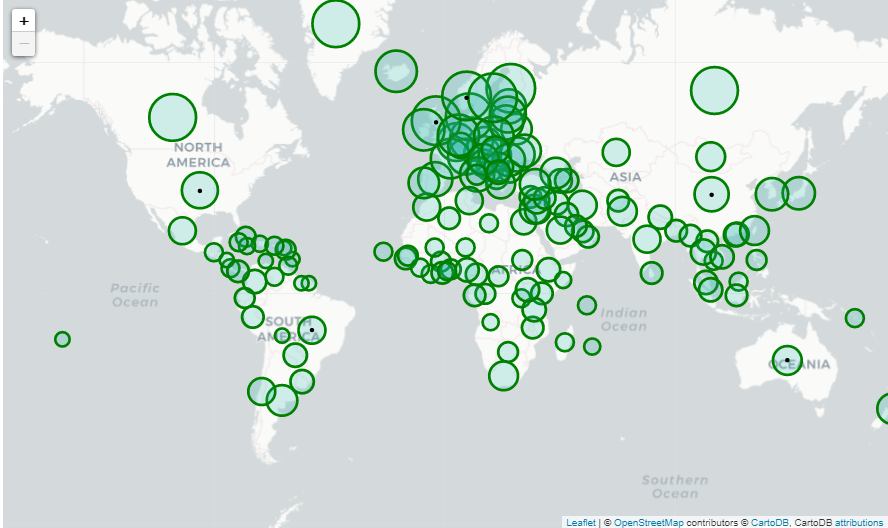 +
−
NORTH
AMERICA
ASIA
Pacific
Ocean
AFRICA
Indian
Ocean
SOUTH
AMERICA
OCEANIA
Southern
Ocean
Leaflet | © OpenStreetMap contributors © CartoDB, CartoDB attributions